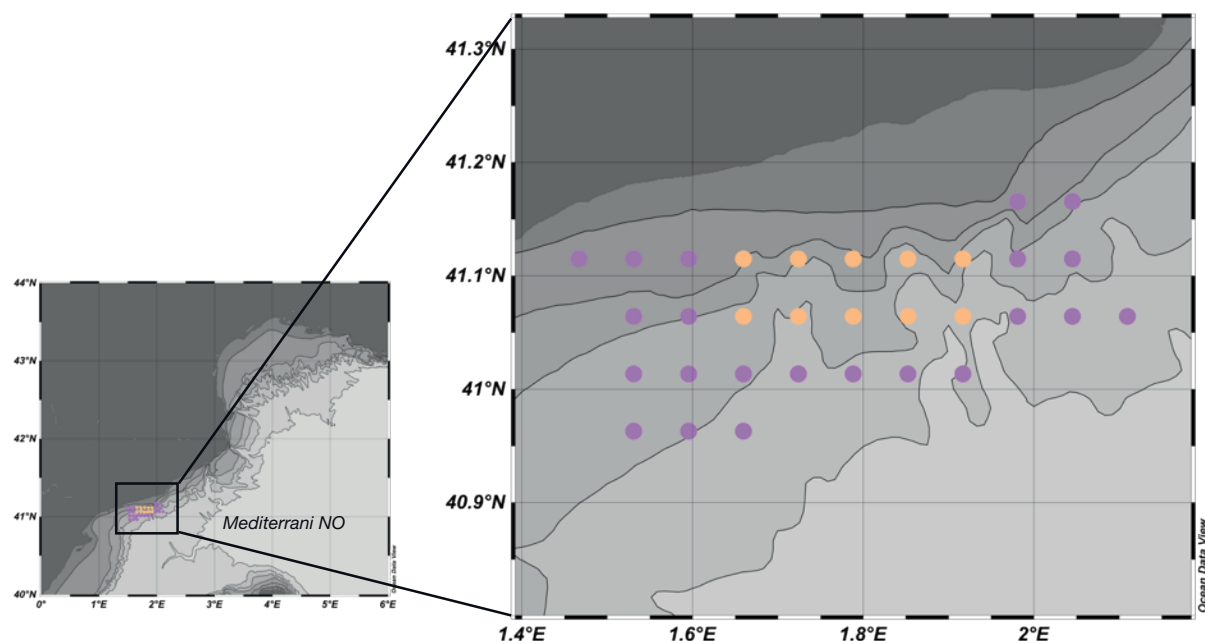 41.3°N
41.2°N
41.1°N
41°N
40.9°N
1.4°E
1.6°E
1.8°E
2°E
Ocean Data View
44°N
43°N
42°N
41°N
40°N
0°
1°E
2°E
3°E
4°E
5°E
6°E
Mediterrani NO
Ocean Data View